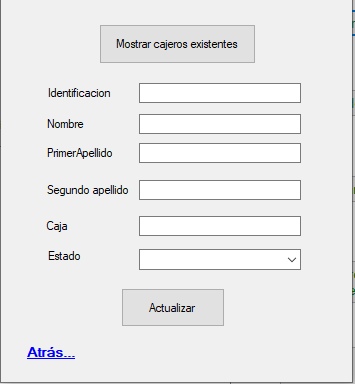 Mostrar cajeros existentes
Identificacion
Nombre
PrimerApellido
Segundo apellido
Caja
Estado
Actualizar
Atrás...